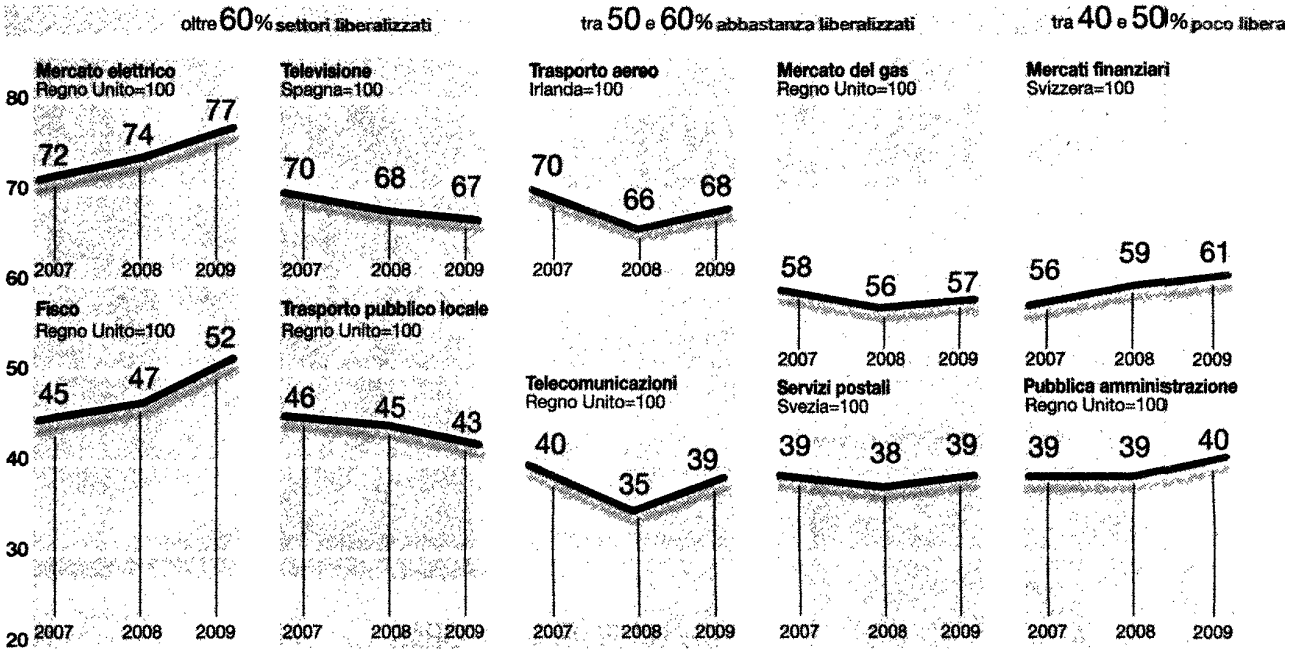 oltre 60% settori liberalizzati
tra 50 e 60% abbastanza liberalizzati
tra 40 e 50% poco libera
80
70
60
50
40
30
20
Mercato elettrico
Regno Unito=100
72
74
77
2007
2008
2009
Televisione
Spagna=100
70
68
67
2007
2008
2009
Trasporto aereo
Irlanda=100
70
66
68
2007
2008
2009
Mercato del gas
Regno Unito=100
58
56
57
2007
2008
2009
Mercati finanziari
Svizzera=100
56
59
61
2007
2008
2009
Fisco
Regno Unito=100
45
47
52
2007
2008
2009
Trasporto pubblico locale
Regno Unito=100
46
45
43
2007
2008
2009
Telecomunicazioni
Regno Unito=100
40
35
39
2007
2008
2009
Servizi postali
Svezia=100
39
38
39
2007
2008
2009
Pubblica amministrazione
Regno Unito=100
39
39
40
2007
2008
2009